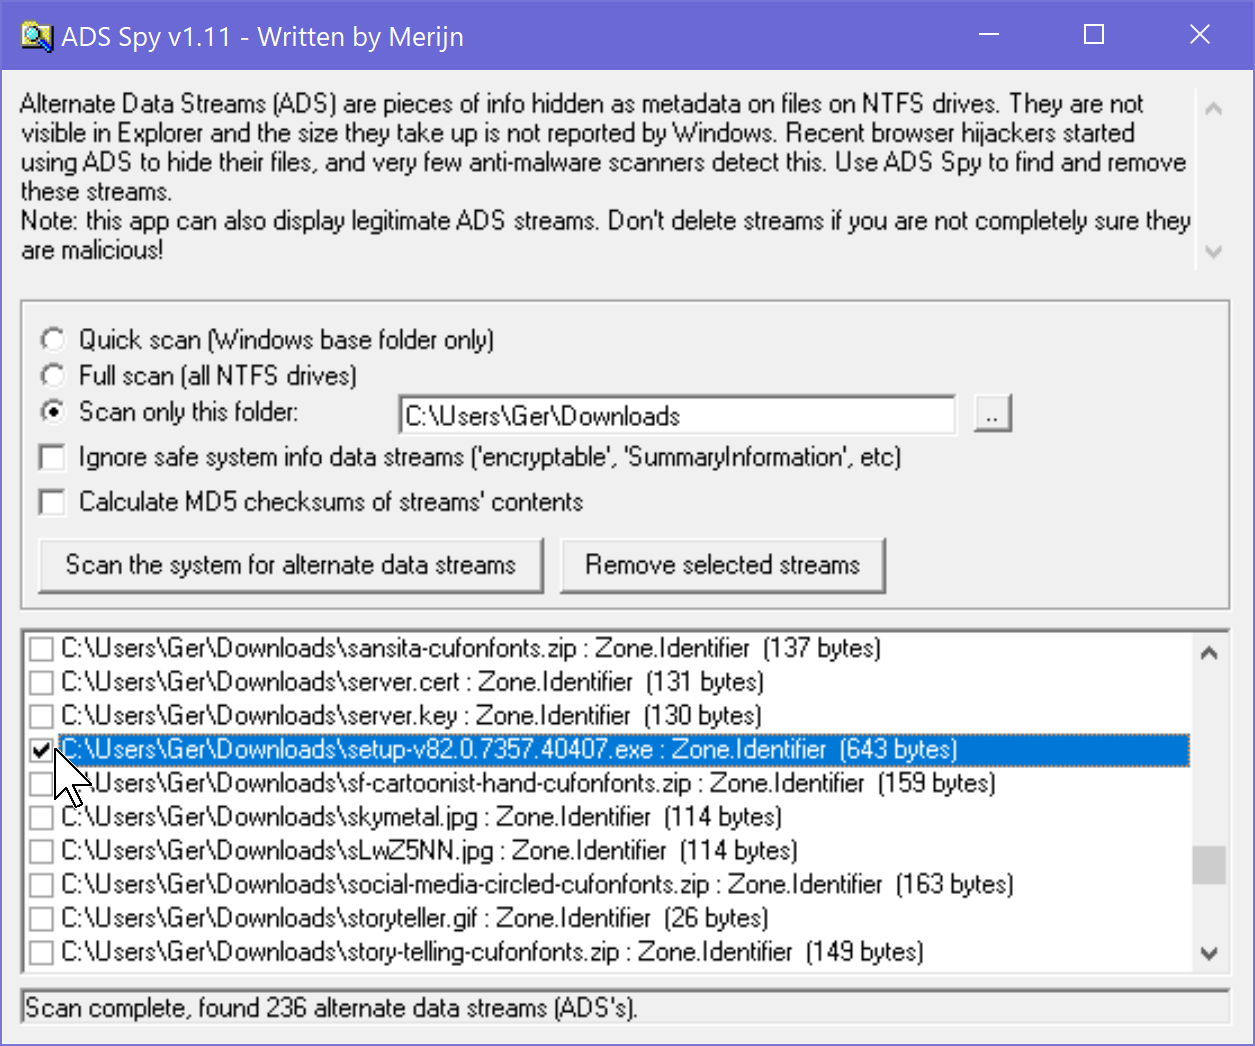 ADS Spy v1.11 - Written by Merijn
Alternate Data Streams (ADS) are pieces of info hidden as metadata on files on NTFS drives. They are not
visible in Explorer and the size they take up is not reported by Windows. Recent browser hijackers started
using ADS to hide their files, and very few anti-malware scanners detect this. Use ADS Spy to find and remove
these streams.
Note: this app can also display legitimate ADS streams. Don't delete streams if you are not completely sure they
are malicious!
Quick scan (Windows base folder only)
Full scan (all NTFS drives)
Scan only this folder: C:\Users\Ger\Downloads ..
Ignore safe system info data streams ('encryptable', 'SummaryInformation', etc)
Calculate MD5 checksums of streams' contents
Scan the system for alternate data streams Remove selected streams
C:\Users\Ger\Downloads\sansita-cufonfonts.zip : Zone.Identifier (137 bytes)
C:\Users\Ger\Downloads\server.cert : Zone.Identifier (131 bytes)
C:\Users\Ger\Downloads\server.key : Zone.Identifier (130 bytes)
C:\Users\Ger\Downloads\setup-v82.0.7357.40407.exe : Zone.Identifier (643 bytes)
C:\Users\Ger\Downloads\sf-cartoonist-hand-cufonfonts.zip : Zone.Identifier (159 bytes)
C:\Users\Ger\Downloads\skymetal.jpg : Zone.Identifier (114 bytes)
C:\Users\Ger\Downloads\sLwZ5NN.jpg : Zone.Identifier (114 bytes)
C:\Users\Ger\Downloads\social-media-circled-cufonfonts.zip : Zone.Identifier (163 bytes)
C:\Users\Ger\Downloads\storyteller.gif : Zone.Identifier (26 bytes)
C:\Users\Ger\Downloads\story-telling-cufonfonts.zip : Zone.Identifier (149 bytes)
Scan complete, found 236 alternate data streams (ADS's).